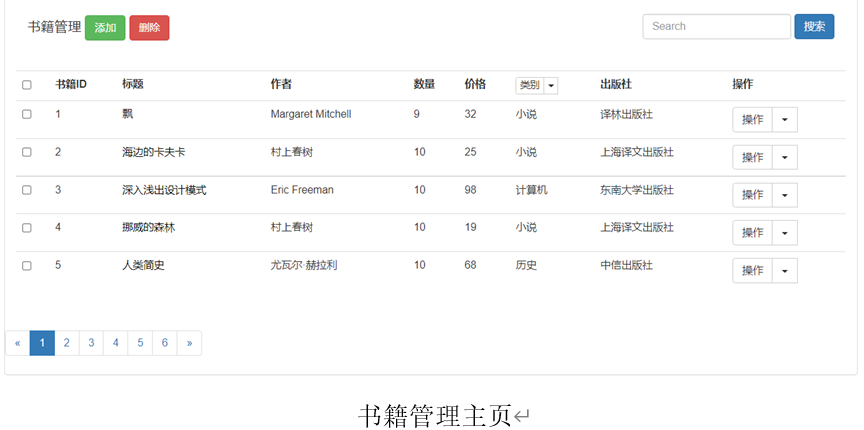 书籍管理 添加 删除 Search 搜索
书籍ID 标题 作者 数量 价格 类别 出版社 操作
1 飘 Margaret Mitchell 9 32 小说 译林出版社 操作
2 海边的卡夫卡 村上春树 10 25 小说 上海译文出版社 操作
3 深入浅出设计模式 Eric Freeman 10 98 计算机 东南大学出版社 操作
4 挪威的森林 村上春树 10 19 小说 上海译文出版社 操作
5 人类简史 尤瓦尔·赫拉利 10 68 历史 中信出版社 操作
« 1 2 3 4 5 6 »
书籍管理主页